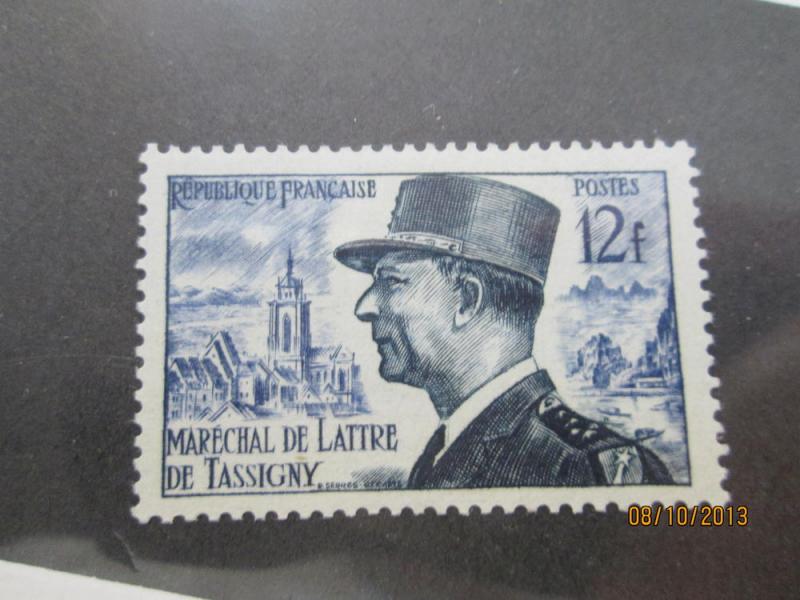 RÉPUBLIQUE FRANÇAISE
POSTES
12f
MARÉCHAL DE LATTRE
DE TASSIGNY
08/10/2013